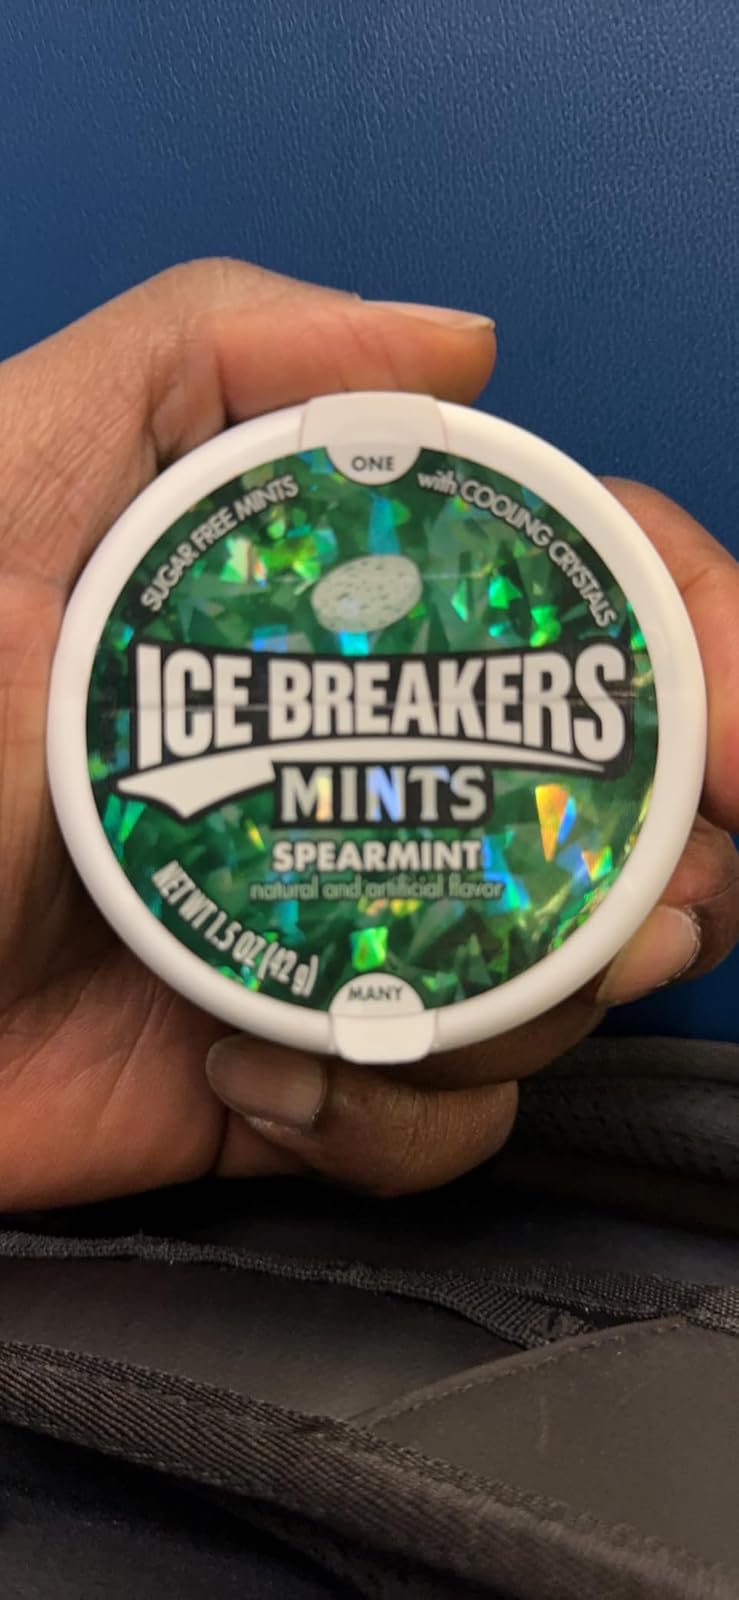 ONE
SUGAR FREE MINTS
with COOLING CRYSTALS
ICE BREAKERS
MINTS
SPEARMINT
natural and artificial flavor
NET WT 1.5 OZ (42 g)
MANY